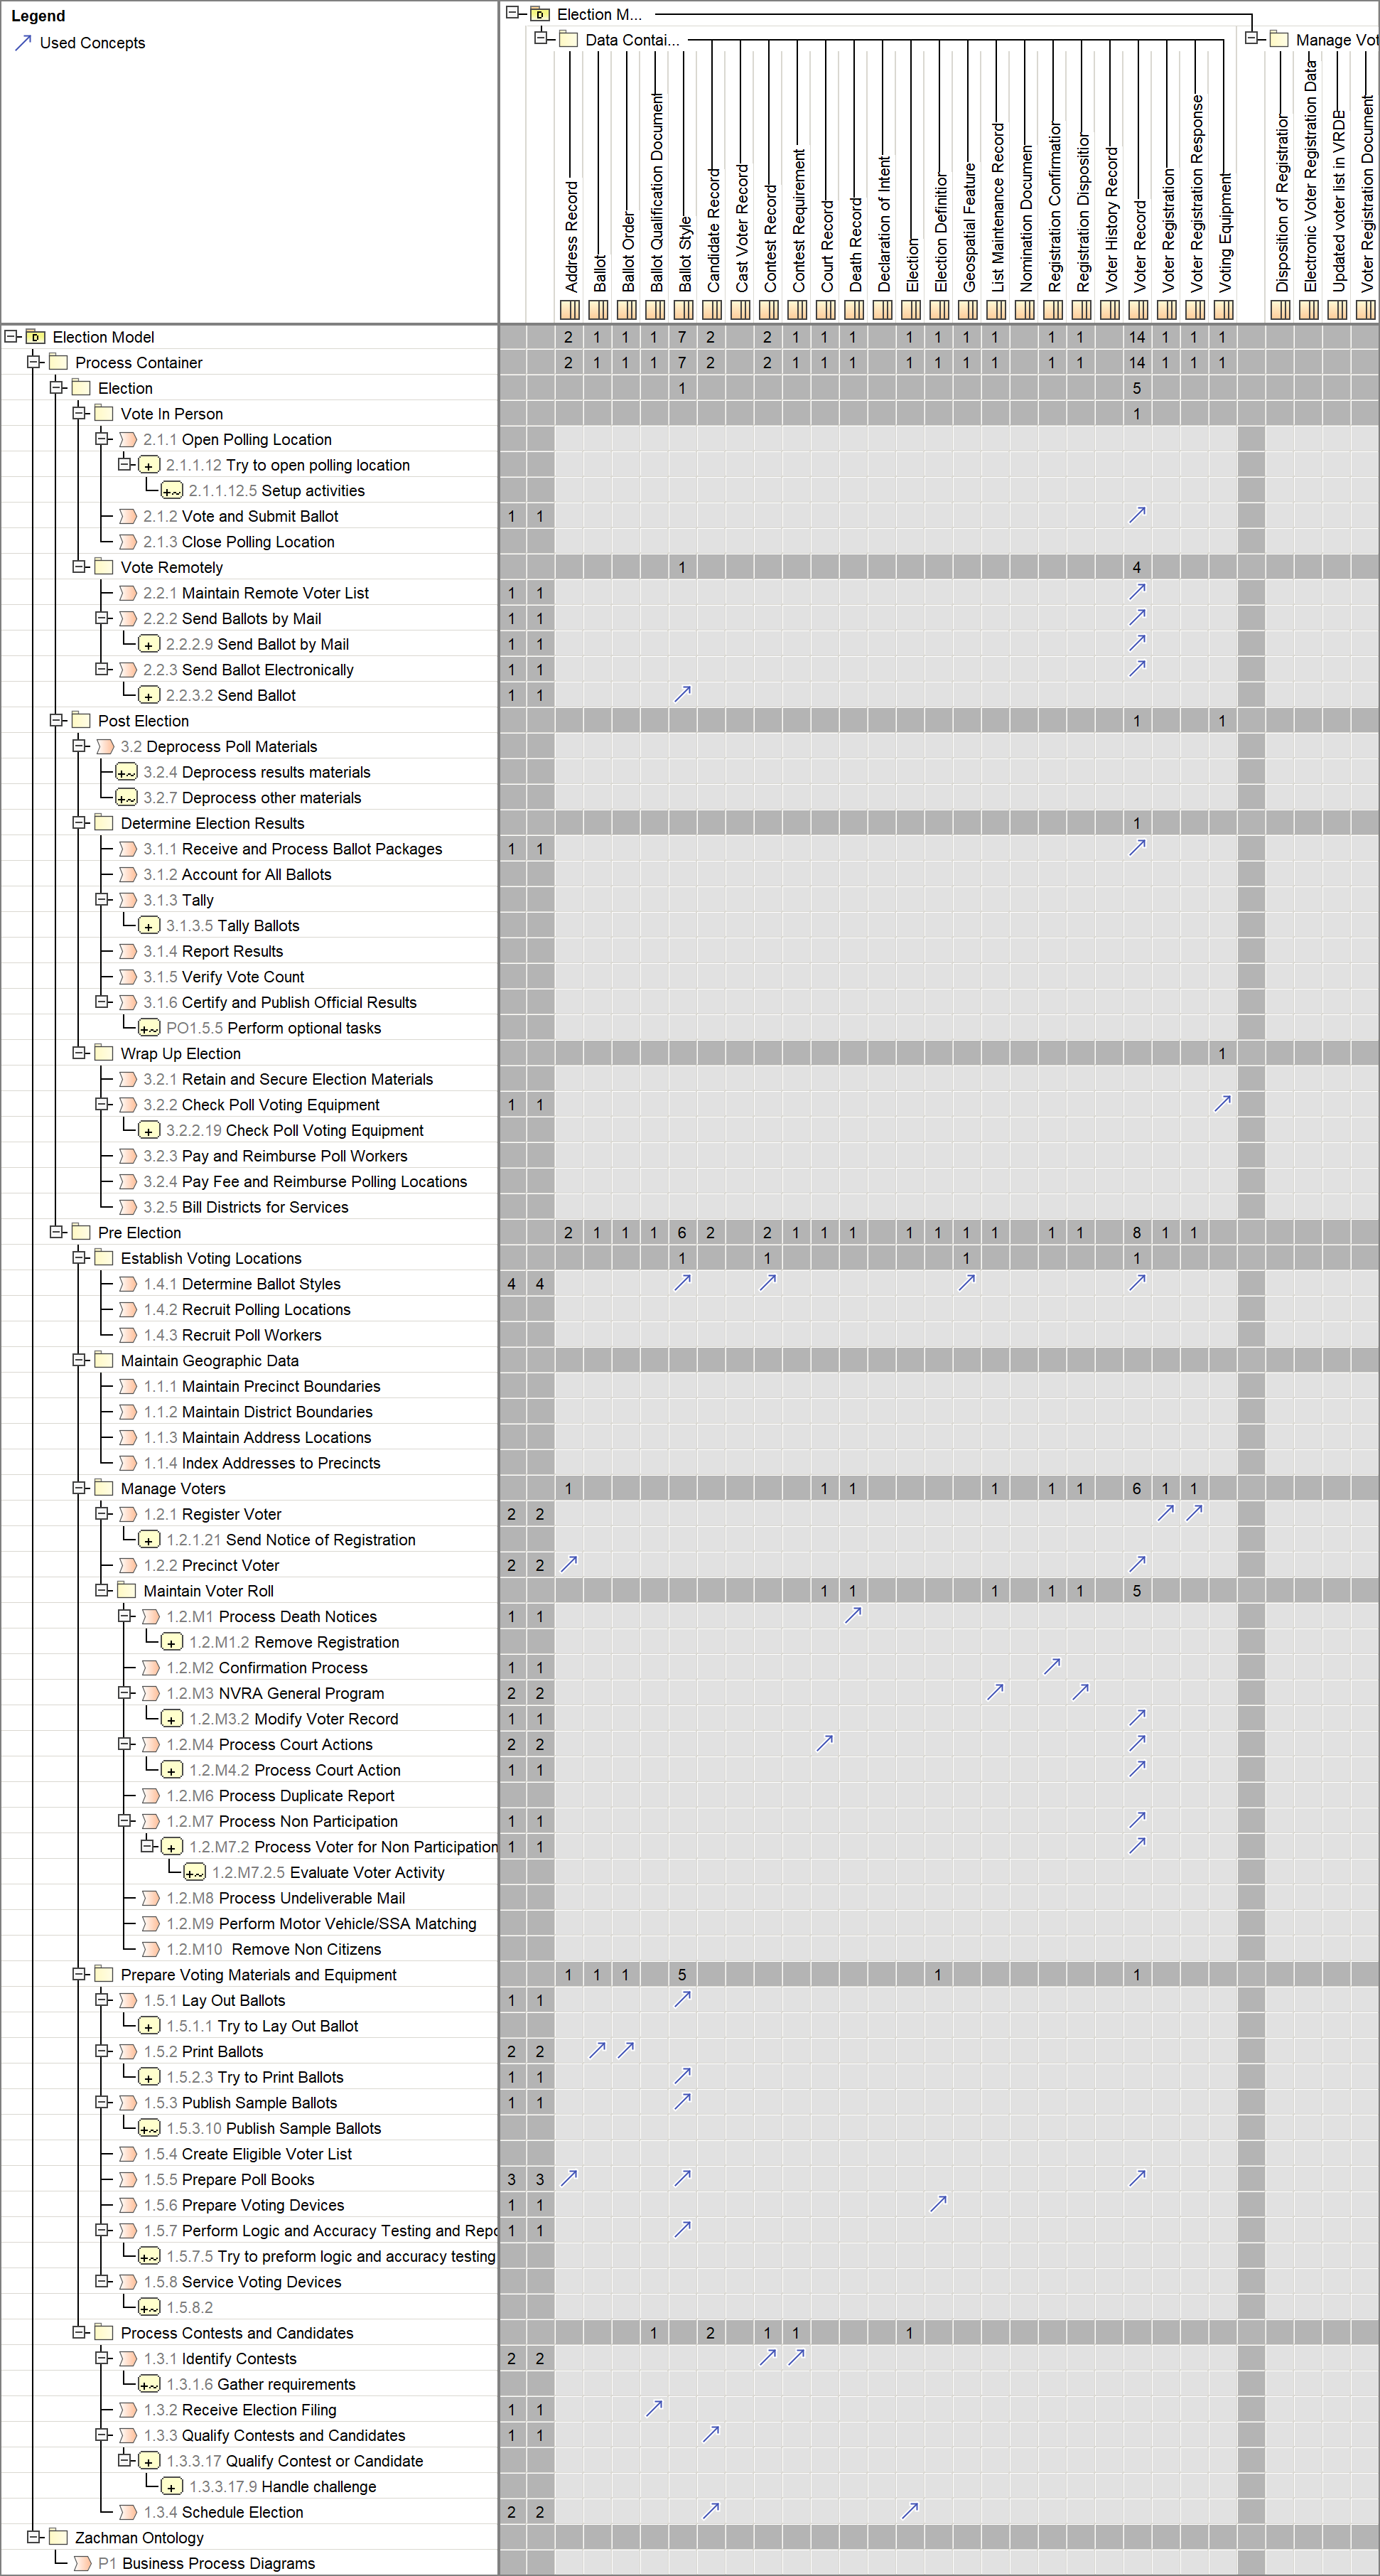 Legend
Used Concepts
Election M...
Data Contai...
Manage Vot
Address Record
Ballot
Ballot Order
Ballot Qualification Document
Ballot Style
Candidate Record
Cast Voter Record
Contest Record
Contest Requirement
Court Record
Death Record
Declaration of Intent
Election
Election Definition
Geospatial Feature
List Maintenance Record
Nomination Documen
Registration Confirmation
Registration Disposition
Voter History Record
Voter Record
Voter Registration
Voter Registration Response
Voting Equipment
Disposition of Registration
Electronic Voter Registration Data
Updated voter list in VRDB
Voter Registration Document
Election Model 2 1 1 1 7 2 2 1 1 1 1 1 1 1 1 1 14 1 1 1
Process Container 2 1 1 1 7 2 2 1 1 1 1 1 1 1 1 1 14 1 1 1
Election 1 5
Vote In Person 1
2.1.1 Open Polling Location
2.1.1.12 Try to open polling location
2.1.1.12.5 Setup activities
2.1.2 Vote and Submit Ballot 1 1
2.1.3 Close Polling Location
Vote Remotely 1 4
2.2.1 Maintain Remote Voter List 1 1
2.2.2 Send Ballots by Mail 1 1
2.2.2.9 Send Ballot by Mail 1 1
2.2.3 Send Ballot Electronically 1 1
2.2.3.2 Send Ballot 1 1
Post Election 1 1
3.2 Deprocess Poll Materials
3.2.4 Deprocess results materials
3.2.7 Deprocess other materials
Determine Election Results 1
3.1.1 Receive and Process Ballot Packages 1 1
3.1.2 Account for All Ballots
3.1.3 Tally
3.1.3.5 Tally Ballots
3.1.4 Report Results
3.1.5 Verify Vote Count
3.1.6 Certify and Publish Official Results
PO1.5.5 Perform optional tasks
Wrap Up Election 1
3.2.1 Retain and Secure Election Materials
3.2.2 Check Poll Voting Equipment 1 1
3.2.2.19 Check Poll Voting Equipment
3.2.3 Pay and Reimburse Poll Workers
3.2.4 Pay Fee and Reimburse Polling Locations
3.2.5 Bill Districts for Services
Pre Election 2 1 1 1 6 2 2 1 1 1 1 1 1 1 1 1 8 1 1
Establish Voting Locations 1 1 1 1
1.4.1 Determine Ballot Styles 4 4
1.4.2 Recruit Polling Locations
1.4.3 Recruit Poll Workers
Maintain Geographic Data
1.1.1 Maintain Precinct Boundaries
1.1.2 Maintain District Boundaries
1.1.3 Maintain Address Locations
1.1.4 Index Addresses to Precincts
Manage Voters 1 1 1 1 1 1 6 1 1
1.2.1 Register Voter 2 2
1.2.1.21 Send Notice of Registration
1.2.2 Precinct Voter 2 2
Maintain Voter Roll 1 1 1 1 1 5
1.2.M1 Process Death Notices 1 1
1.2.M1.2 Remove Registration
1.2.M2 Confirmation Process 1 1
1.2.M3 NVRA General Program 2 2
1.2.M3.2 Modify Voter Record 1 1
1.2.M4 Process Court Actions 2 2
1.2.M4.2 Process Court Action 1 1
1.2.M6 Process Duplicate Report
1.2.M7 Process Non Participation 1 1
1.2.M7.2 Process Voter for Non Participation 1 1
1.2.M7.2.5 Evaluate Voter Activity
1.2.M8 Process Undeliverable Mail
1.2.M9 Perform Motor Vehicle/SSA Matching
1.2.M10 Remove Non Citizens
Prepare Voting Materials and Equipment 1 1 1 5 1 1
1.5.1 Lay Out Ballots 1 1
1.5.1.1 Try to Lay Out Ballot
1.5.2 Print Ballots 2 2
1.5.2.3 Try to Print Ballots 1 1
1.5.3 Publish Sample Ballots 1 1
1.5.3.10 Publish Sample Ballots
1.5.4 Create Eligible Voter List
1.5.5 Prepare Poll Books 3 3
1.5.6 Prepare Voting Devices 1 1
1.5.7 Perform Logic and Accuracy Testing and Repo 1 1
1.5.7.5 Try to preform logic and accuracy testing
1.5.8 Service Voting Devices
1.5.8.2
Process Contests and Candidates 1 2 1 1 1
1.3.1 Identify Contests 2 2
1.3.1.6 Gather requirements
1.3.2 Receive Election Filing 1 1
1.3.3 Qualify Contests and Candidates 1 1
1.3.3.17 Qualify Contest or Candidate
1.3.3.17.9 Handle challenge
1.3.4 Schedule Election 2 2
Zachman Ontology
P1 Business Process Diagrams